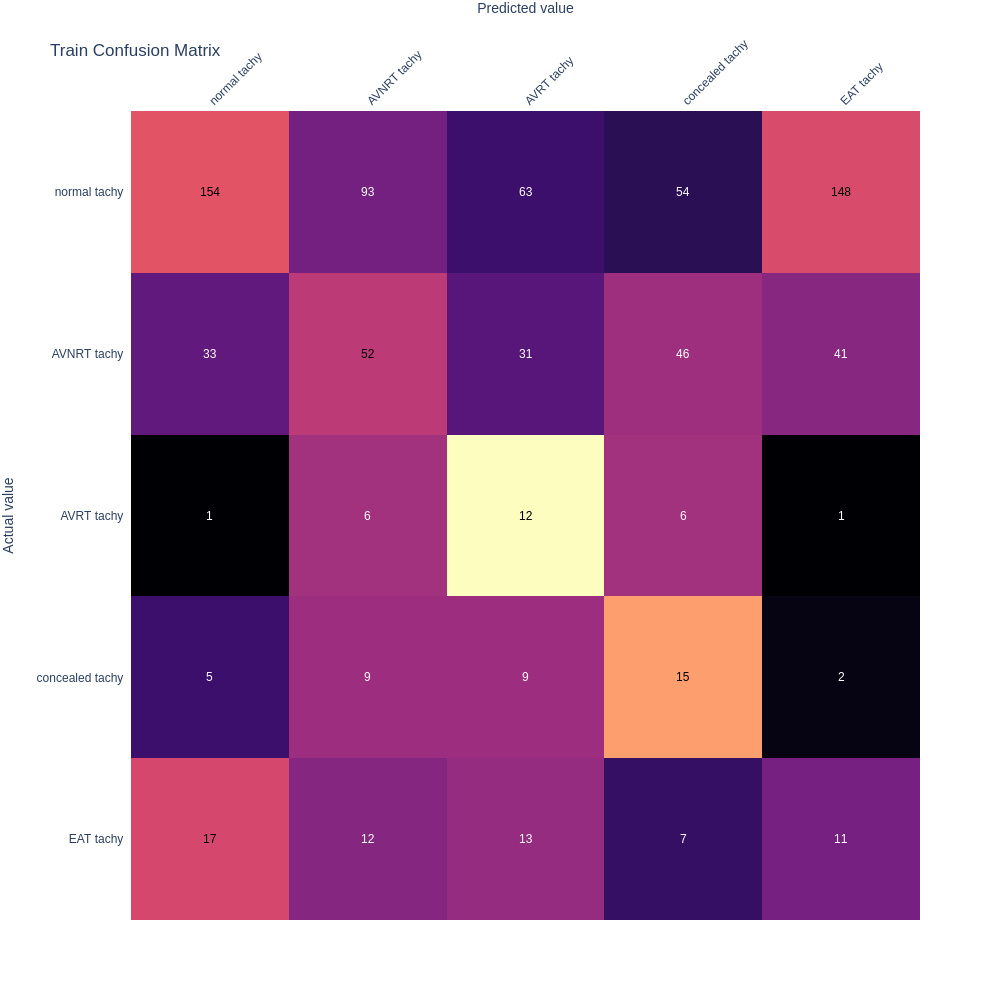 Predicted value
Train Confusion Matrix
normal tachy
AVNRT tachy
AVRT tachy
concealed tachy
EAT tachy
normal tachy 154 93 63 54 148
AVNRT tachy 33 52 31 46 41
AVRT tachy 1 6 12 6 1
concealed tachy 5 9 9 15 2
EAT tachy 17 12 13 7 11
Actual value